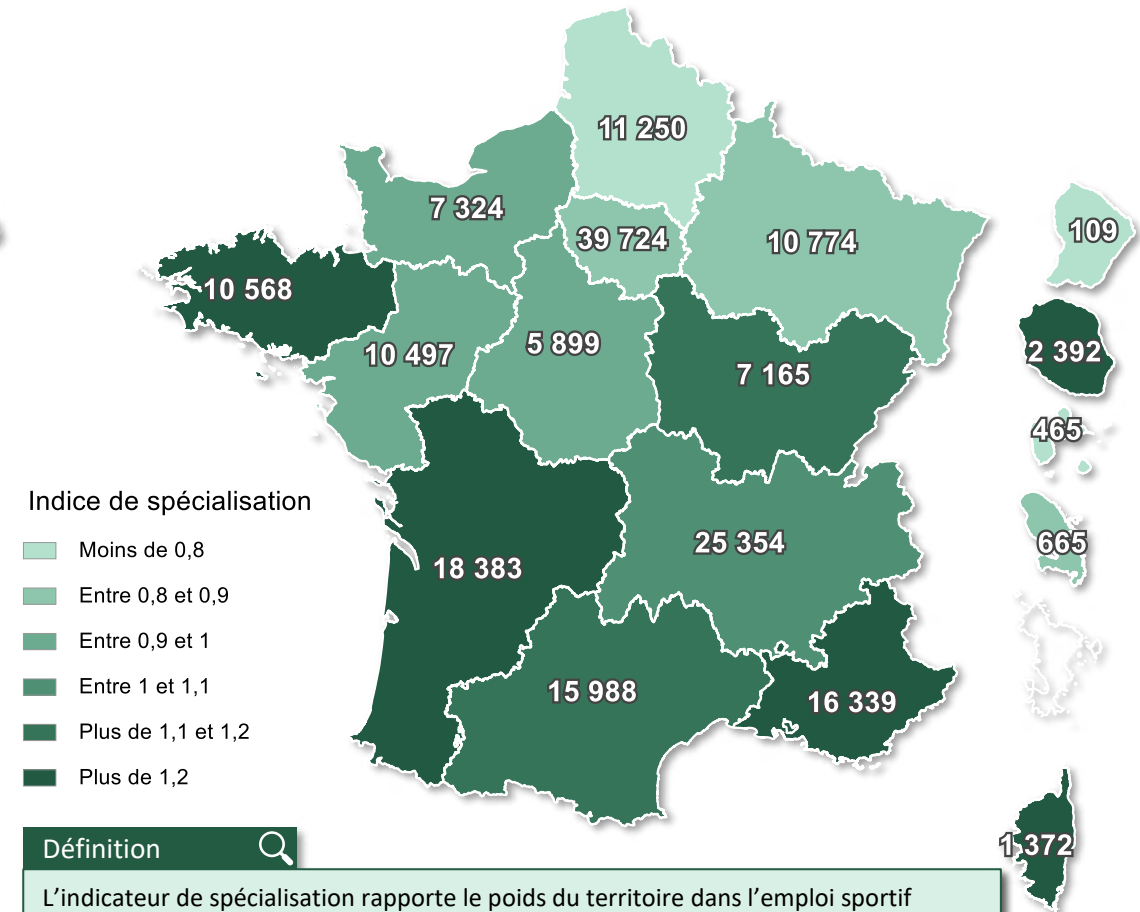 11 250
7 324
39 724
10 774
109
10 568
10 497
5 899
7 165
2 392
465
Indice de spécialisation
Moins de 0,8
Entre 0,8 et 0,9
Entre 0,9 et 1
Entre 1 et 1,1
Plus de 1,1 et 1,2
Plus de 1,2
18 383
25 354
665
15 988
16 339
1 372
Définition
L’indicateur de spécialisation rapporte le poids du territoire dans l’emploi sportif